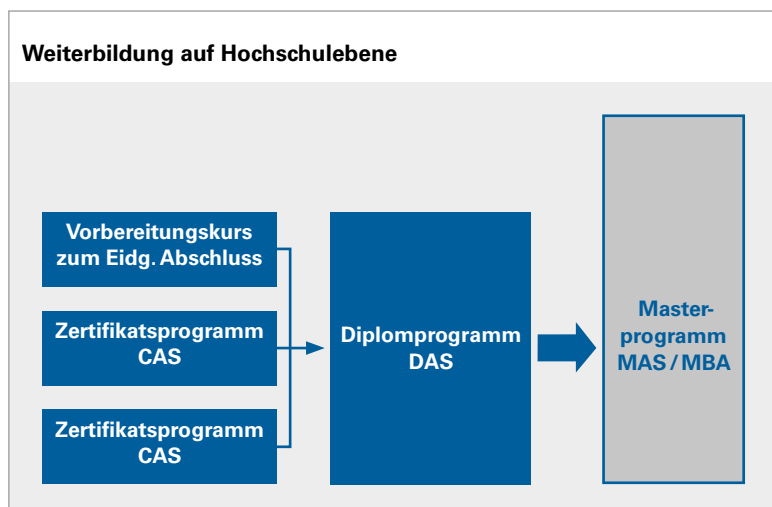 Weiterbildung auf Hochschulebene
Vorbereitungskurs
zum Eidg. Abschluss
Zertifikatsprogramm
CAS
Zertifikatsprogramm
CAS
Diplomprogramm
DAS
Master-
programm
MAS / MBA